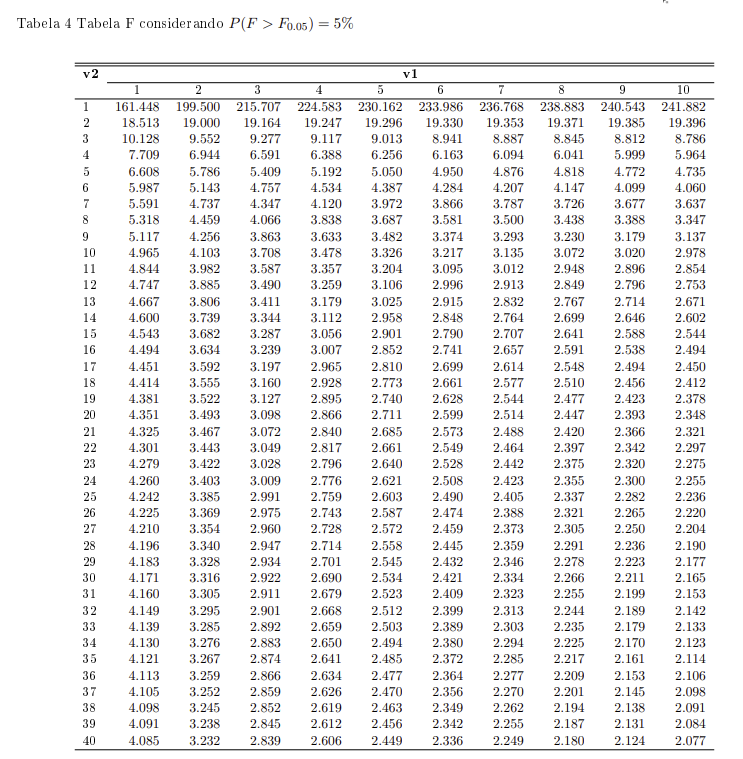 Tabela 4 Tabela F considerando P(F > F0.05) = 5%
v2 v1
1 2 3 4 5 6 7 8 9 10
1 161.448 199.500 215.707 224.583 230.162 233.986 236.768 238.883 240.543 241.882
2 18.513 19.000 19.164 19.247 19.296 19.330 19.353 19.371 19.385 19.396
3 10.128 9.552 9.277 9.117 9.013 8.941 8.887 8.845 8.812 8.786
4 7.709 6.944 6.591 6.388 6.256 6.163 6.094 6.041 5.999 5.964
5 6.608 5.786 5.409 5.192 5.050 4.950 4.876 4.818 4.772 4.735
6 5.987 5.143 4.757 4.534 4.387 4.284 4.207 4.147 4.099 4.060
7 5.591 4.737 4.347 4.120 3.972 3.866 3.787 3.726 3.677 3.637
8 5.318 4.459 4.066 3.838 3.687 3.581 3.500 3.438 3.388 3.347
9 5.117 4.256 3.863 3.633 3.482 3.374 3.293 3.230 3.179 3.137
10 4.965 4.103 3.708 3.478 3.326 3.217 3.135 3.072 3.020 2.978
11 4.844 3.982 3.587 3.357 3.204 3.095 3.012 2.948 2.896 2.854
12 4.747 3.885 3.490 3.259 3.106 2.996 2.913 2.849 2.796 2.753
13 4.667 3.806 3.411 3.179 3.025 2.915 2.832 2.767 2.714 2.671
14 4.600 3.739 3.344 3.112 2.958 2.848 2.764 2.699 2.646 2.602
15 4.543 3.682 3.287 3.056 2.901 2.790 2.707 2.641 2.588 2.544
16 4.494 3.634 3.239 3.007 2.852 2.741 2.657 2.591 2.538 2.494
17 4.451 3.592 3.197 2.965 2.810 2.699 2.614 2.548 2.494 2.450
18 4.414 3.555 3.160 2.928 2.773 2.661 2.577 2.510 2.456 2.412
19 4.381 3.522 3.127 2.895 2.740 2.628 2.544 2.477 2.423 2.378
20 4.351 3.493 3.098 2.866 2.711 2.599 2.514 2.447 2.393 2.348
21 4.325 3.467 3.072 2.840 2.685 2.573 2.488 2.420 2.366 2.321
22 4.301 3.443 3.049 2.817 2.661 2.549 2.464 2.397 2.342 2.297
23 4.279 3.422 3.028 2.796 2.640 2.528 2.442 2.375 2.320 2.275
24 4.260 3.403 3.009 2.776 2.621 2.508 2.423 2.355 2.300 2.255
25 4.242 3.385 2.991 2.759 2.603 2.490 2.405 2.337 2.282 2.236
26 4.225 3.369 2.975 2.743 2.587 2.474 2.388 2.321 2.265 2.220
27 4.210 3.354 2.960 2.728 2.572 2.459 2.373 2.305 2.250 2.204
28 4.196 3.340 2.947 2.714 2.558 2.445 2.359 2.291 2.236 2.190
29 4.183 3.328 2.934 2.701 2.545 2.432 2.346 2.278 2.223 2.177
30 4.171 3.316 2.922 2.690 2.534 2.421 2.334 2.266 2.211 2.165
31 4.160 3.305 2.911 2.679 2.523 2.409 2.323 2.255 2.199 2.153
32 4.149 3.295 2.901 2.668 2.512 2.399 2.313 2.244 2.189 2.142
33 4.139 3.285 2.892 2.659 2.503 2.389 2.303 2.235 2.179 2.133
34 4.130 3.276 2.883 2.650 2.494 2.380 2.294 2.225 2.170 2.123
35 4.121 3.267 2.874 2.641 2.485 2.372 2.285 2.217 2.161 2.114
36 4.113 3.259 2.866 2.634 2.477 2.364 2.277 2.209 2.153 2.106
37 4.105 3.252 2.859 2.626 2.470 2.356 2.270 2.201 2.145 2.098
38 4.098 3.245 2.852 2.619 2.463 2.349 2.262 2.194 2.138 2.091
39 4.091 3.238 2.845 2.612 2.456 2.342 2.255 2.187 2.131 2.084
40 4.085 3.232 2.839 2.606 2.449 2.336 2.249 2.180 2.124 2.077